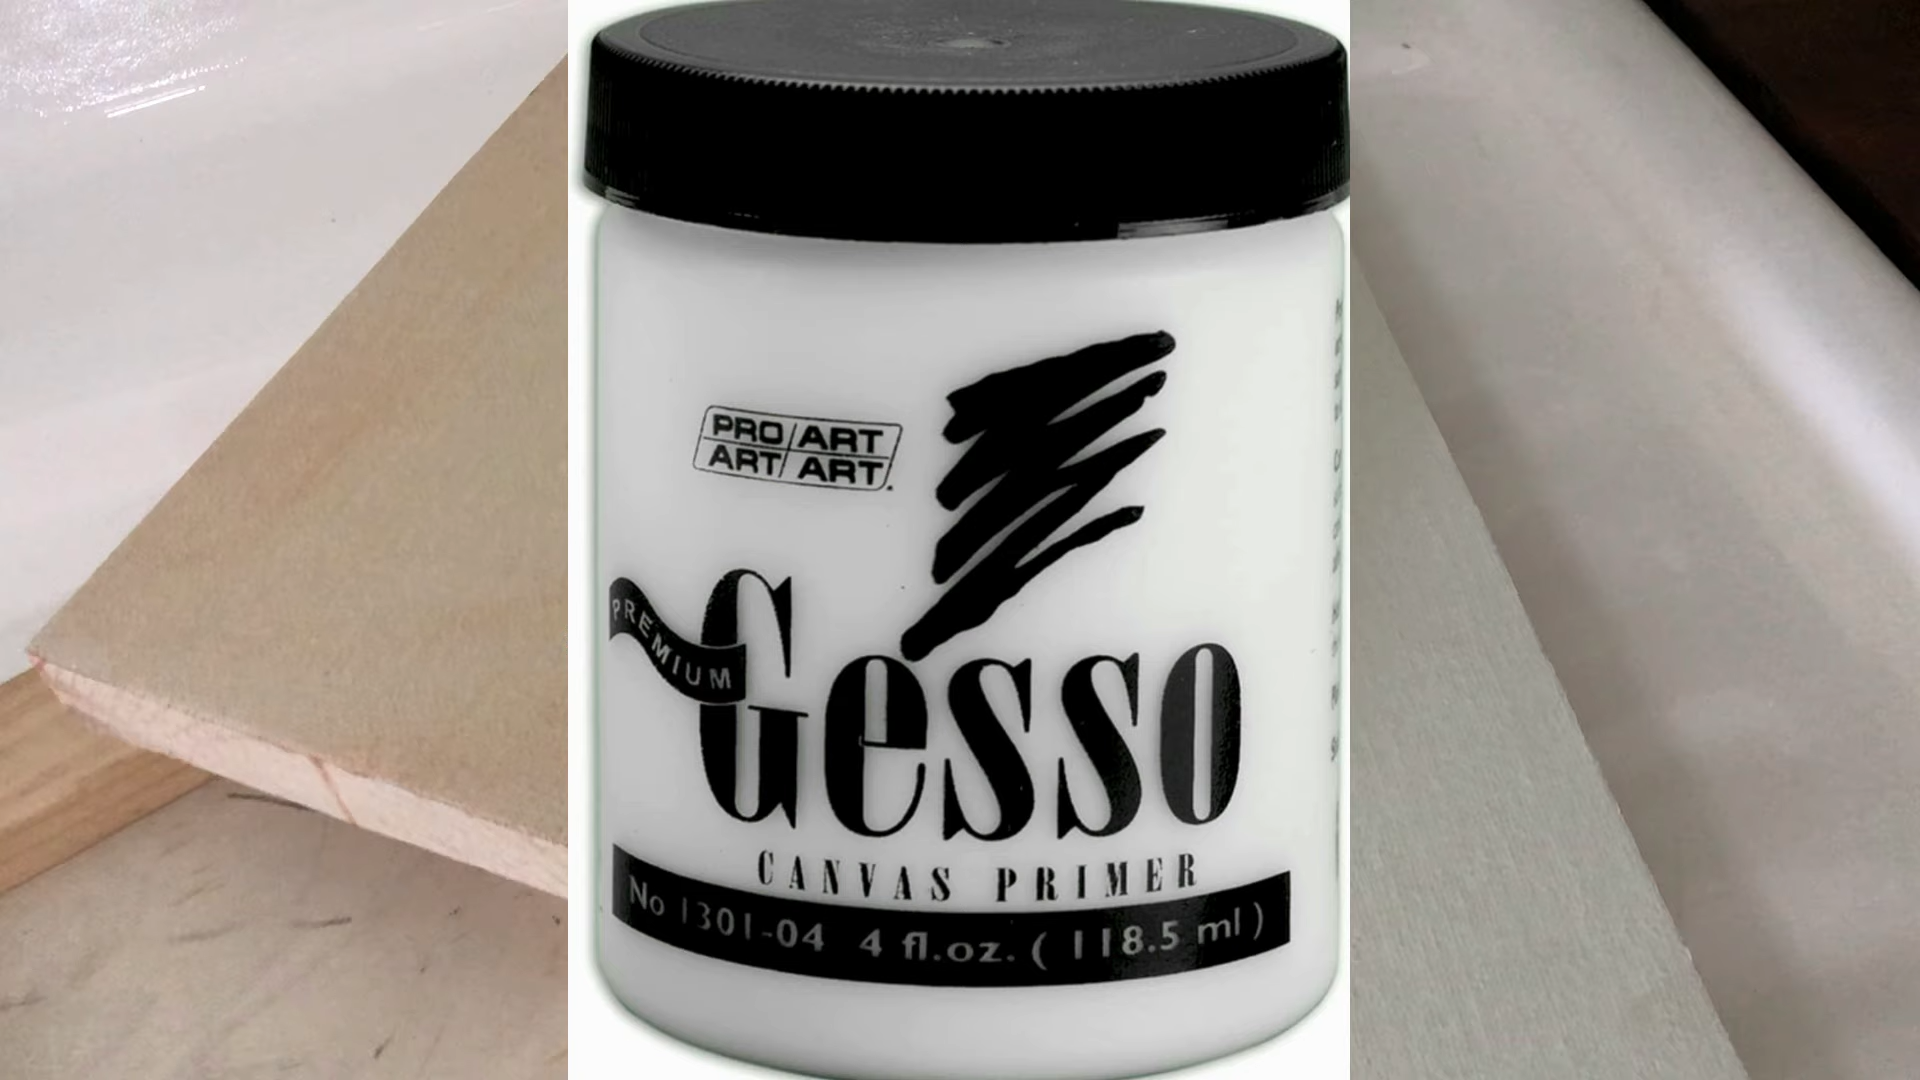 PRO/ART
ART/ART
PREMIUM
Gesso
CANVAS PRIMER
No 1301-04 4 fl.oz. ( 118.5 ml )